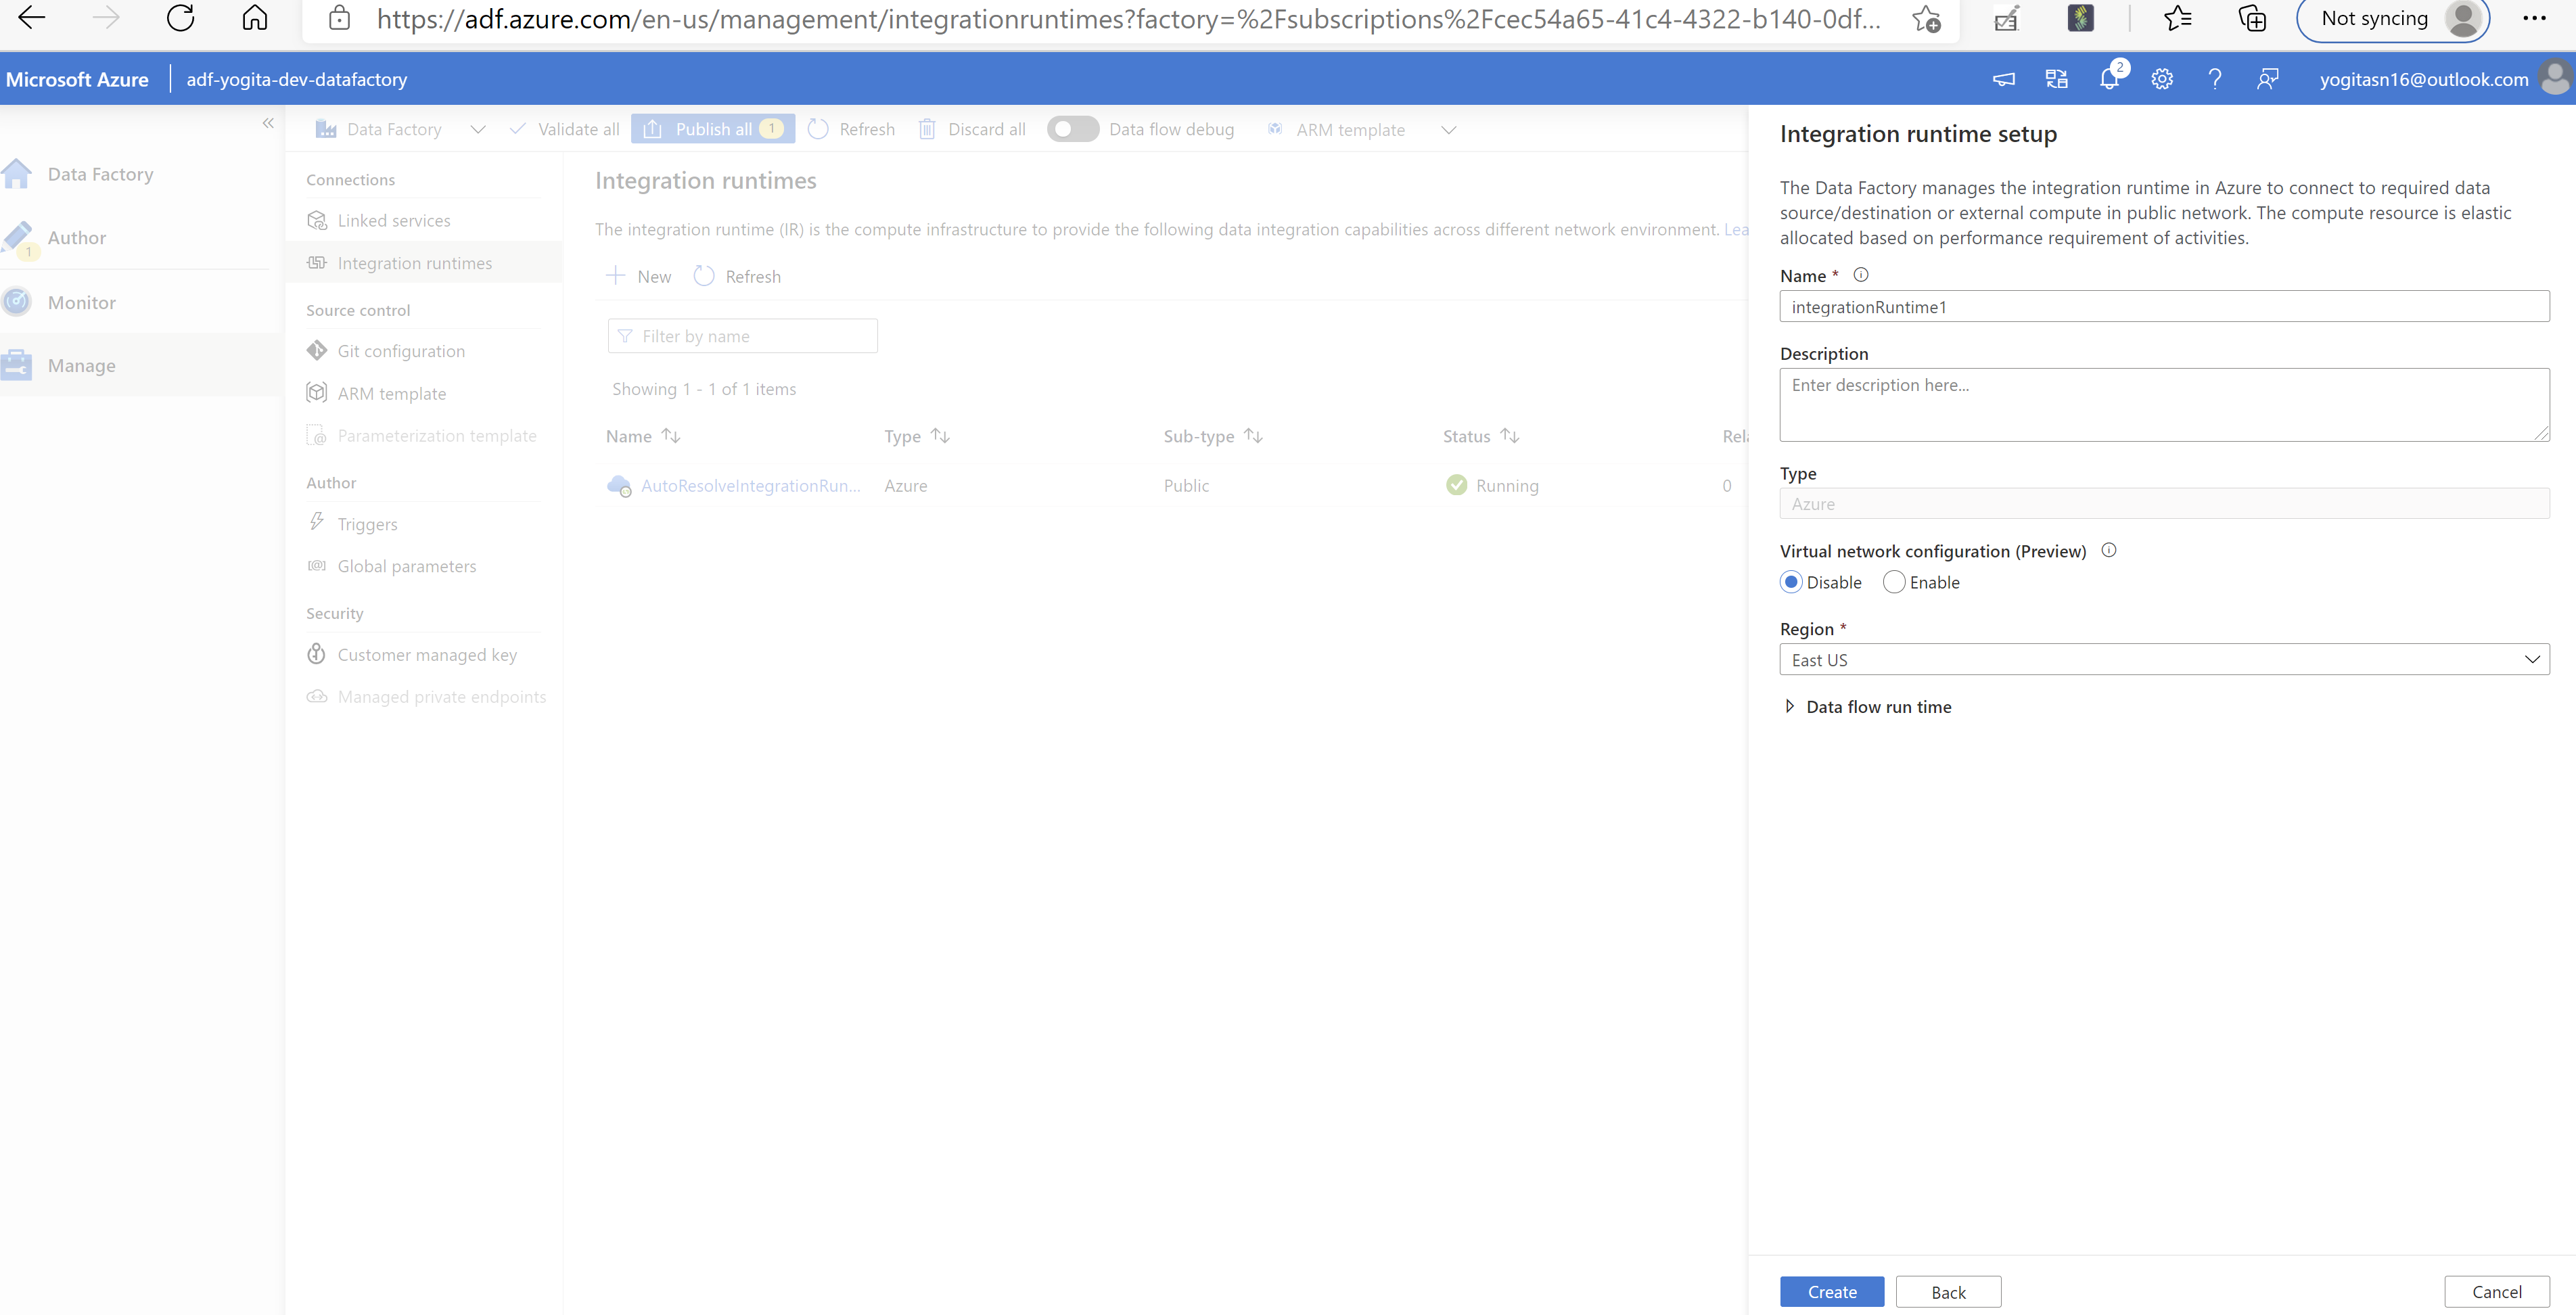 https://adf.azure.com/en-us/management/integrationruntimes?factory=%2Fsubscriptions%2Fcec54a65-41c4-4322-b140-0df...
Not syncing
Microsoft Azure
adf-yogita-dev-datafactory
2
yogitasn16@outlook.com
Data Factory
Author
1
Monitor
Manage
Data Factory
Validate all
Publish all 1
Refresh
Discard all
Data flow debug
ARM template
Connections
Linked services
Integration runtimes
Source control
Git configuration
ARM template
Parameterization template
Author
Triggers
Global parameters
Security
Customer managed key
Managed private endpoints
Integration runtimes
The integration runtime (IR) is the compute infrastructure to provide the following data integration capabilities across different network environment. Lea
New
Refresh
Filter by name
Showing 1 - 1 of 1 items
Name Type Sub-type Status Rela
AutoResolveIntegrationRun... Azure Public Running 0
Integration runtime setup
The Data Factory manages the integration runtime in Azure to connect to required data
source/destination or external compute in public network. The compute resource is elastic
allocated based on performance requirement of activities.
Name *
integrationRuntime1
Description
Enter description here...
Type
Azure
Virtual network configuration (Preview)
Disable Enable
Region *
East US
Data flow run time
Create
Back
Cancel